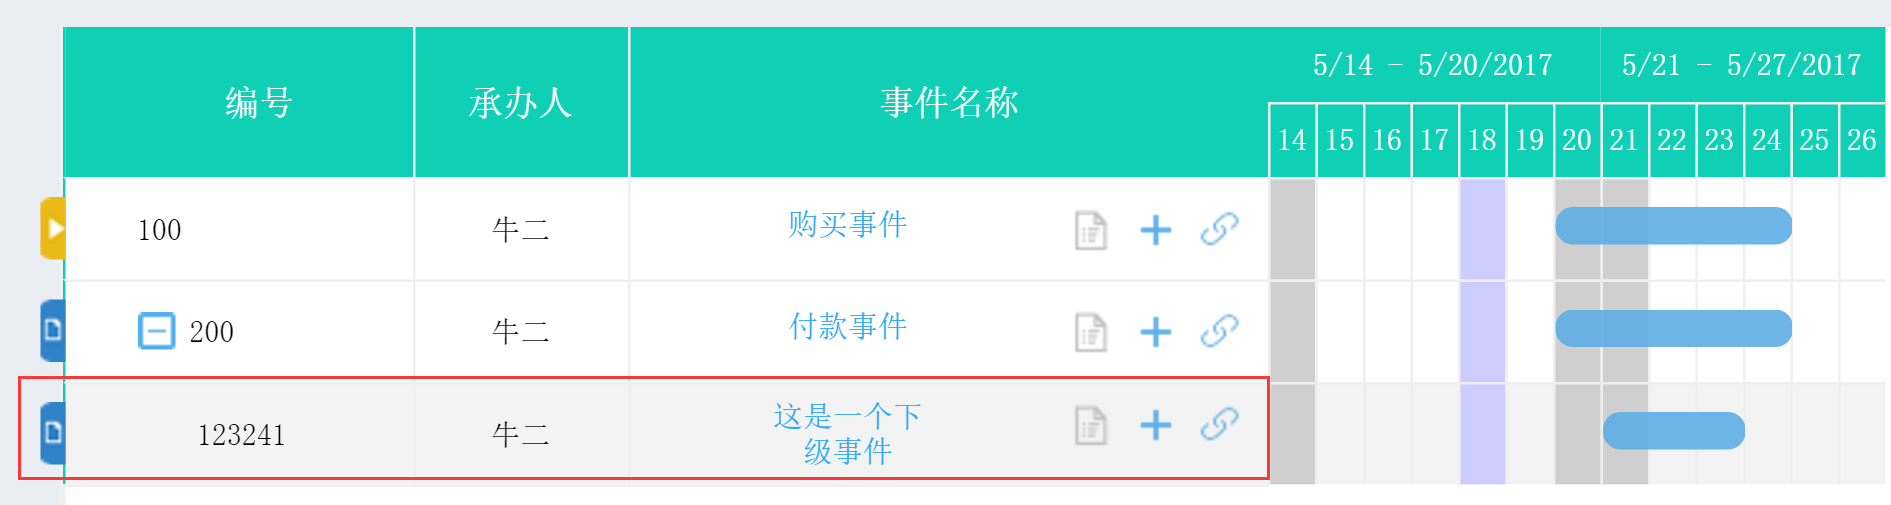 编号 承办人 事件名称 5/14 - 5/20/2017 5/21 - 5/27/2017
14 15 16 17 18 19 20 21 22 23 24 25 26
100 牛二 购买事件
200 牛二 付款事件
123241 牛二 这是一个下
级事件